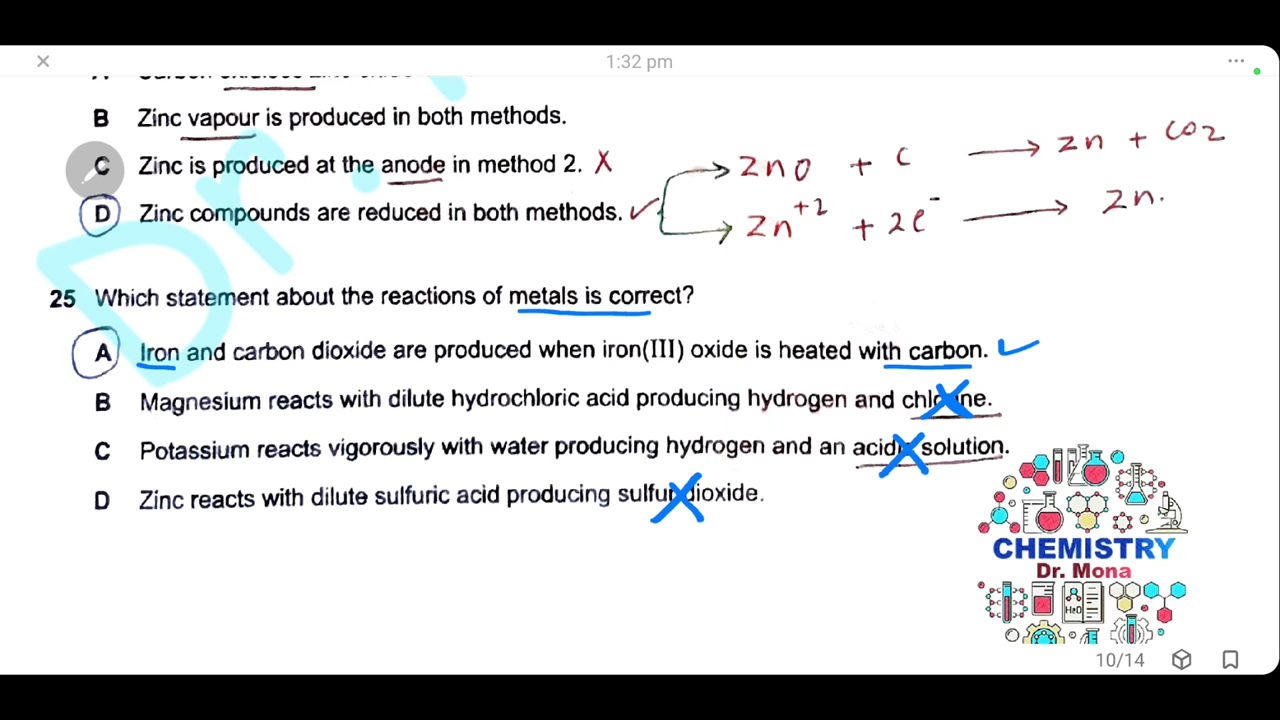 1:32 pm
B Zinc vapour is produced in both methods.
C Zinc is produced at the anode in method 2. X
D Zinc compounds are reduced in both methods. ✓
ZnO + C → Zn + CO2
Zn+2 + 2e- → Zn.
25 Which statement about the reactions of metals is correct?
A Iron and carbon dioxide are produced when iron(III) oxide is heated with carbon. ✓
B Magnesium reacts with dilute hydrochloric acid producing hydrogen and chlorine.
C Potassium reacts vigorously with water producing hydrogen and an acidic solution.
D Zinc reacts with dilute sulfuric acid producing sulfur dioxide.
CHEMISTRY
Dr. Mona
H2O
10/14
Dr.